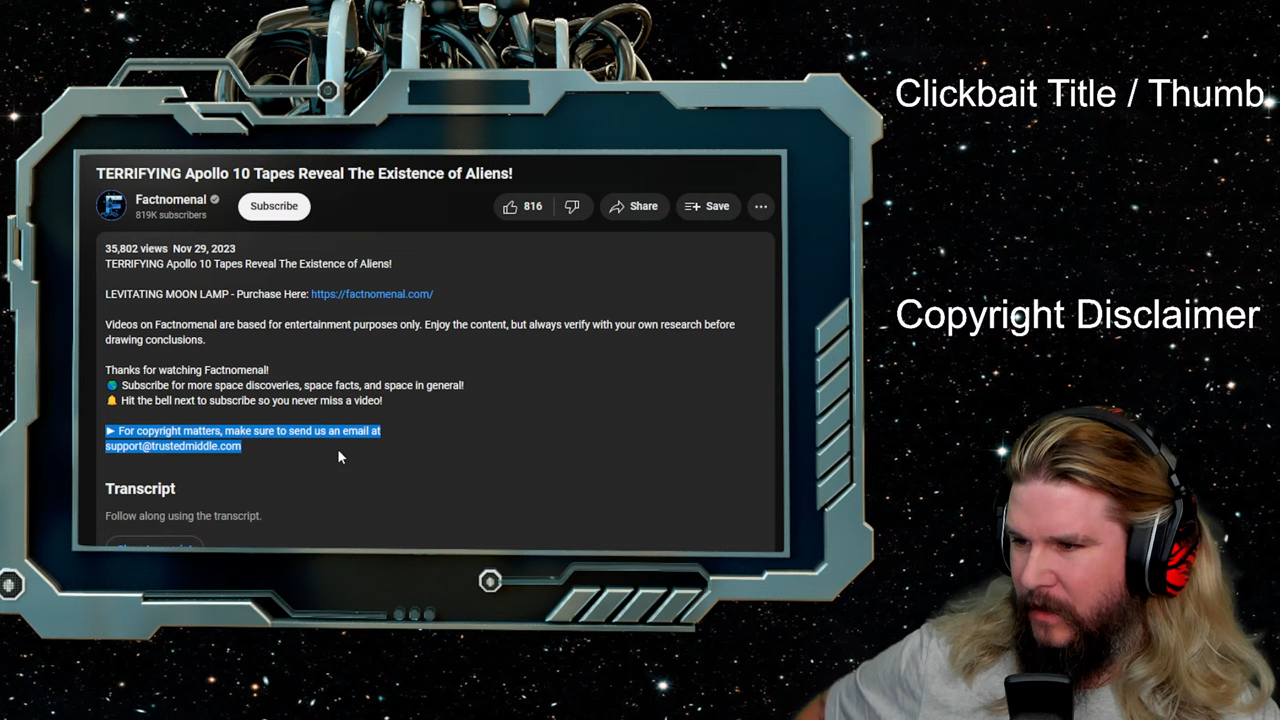 Clickbait Title / Thumb
TERRIFYING Apollo 10 Tapes Reveal The Existence of Aliens!
Factnomenal
819K subscribers
Subscribe
816
Share
Save
35,802 views Nov 29, 2023
TERRIFYING Apollo 10 Tapes Reveal The Existence of Aliens!
LEVITATING MOON LAMP - Purchase Here: https://factnomenal.com/
Videos on Factnomenal are based for entertainment purposes only. Enjoy the content, but always verify with your own research before
drawing conclusions.
Copyright Disclaimer
Thanks for watching Factnomenal!
Subscribe for more space discoveries, space facts, and space in general!
Hit the bell next to subscribe so you never miss a video!
► For copyright matters, make sure to send us an email at
support@trustedmiddle.com
Transcript
Follow along using the transcript.